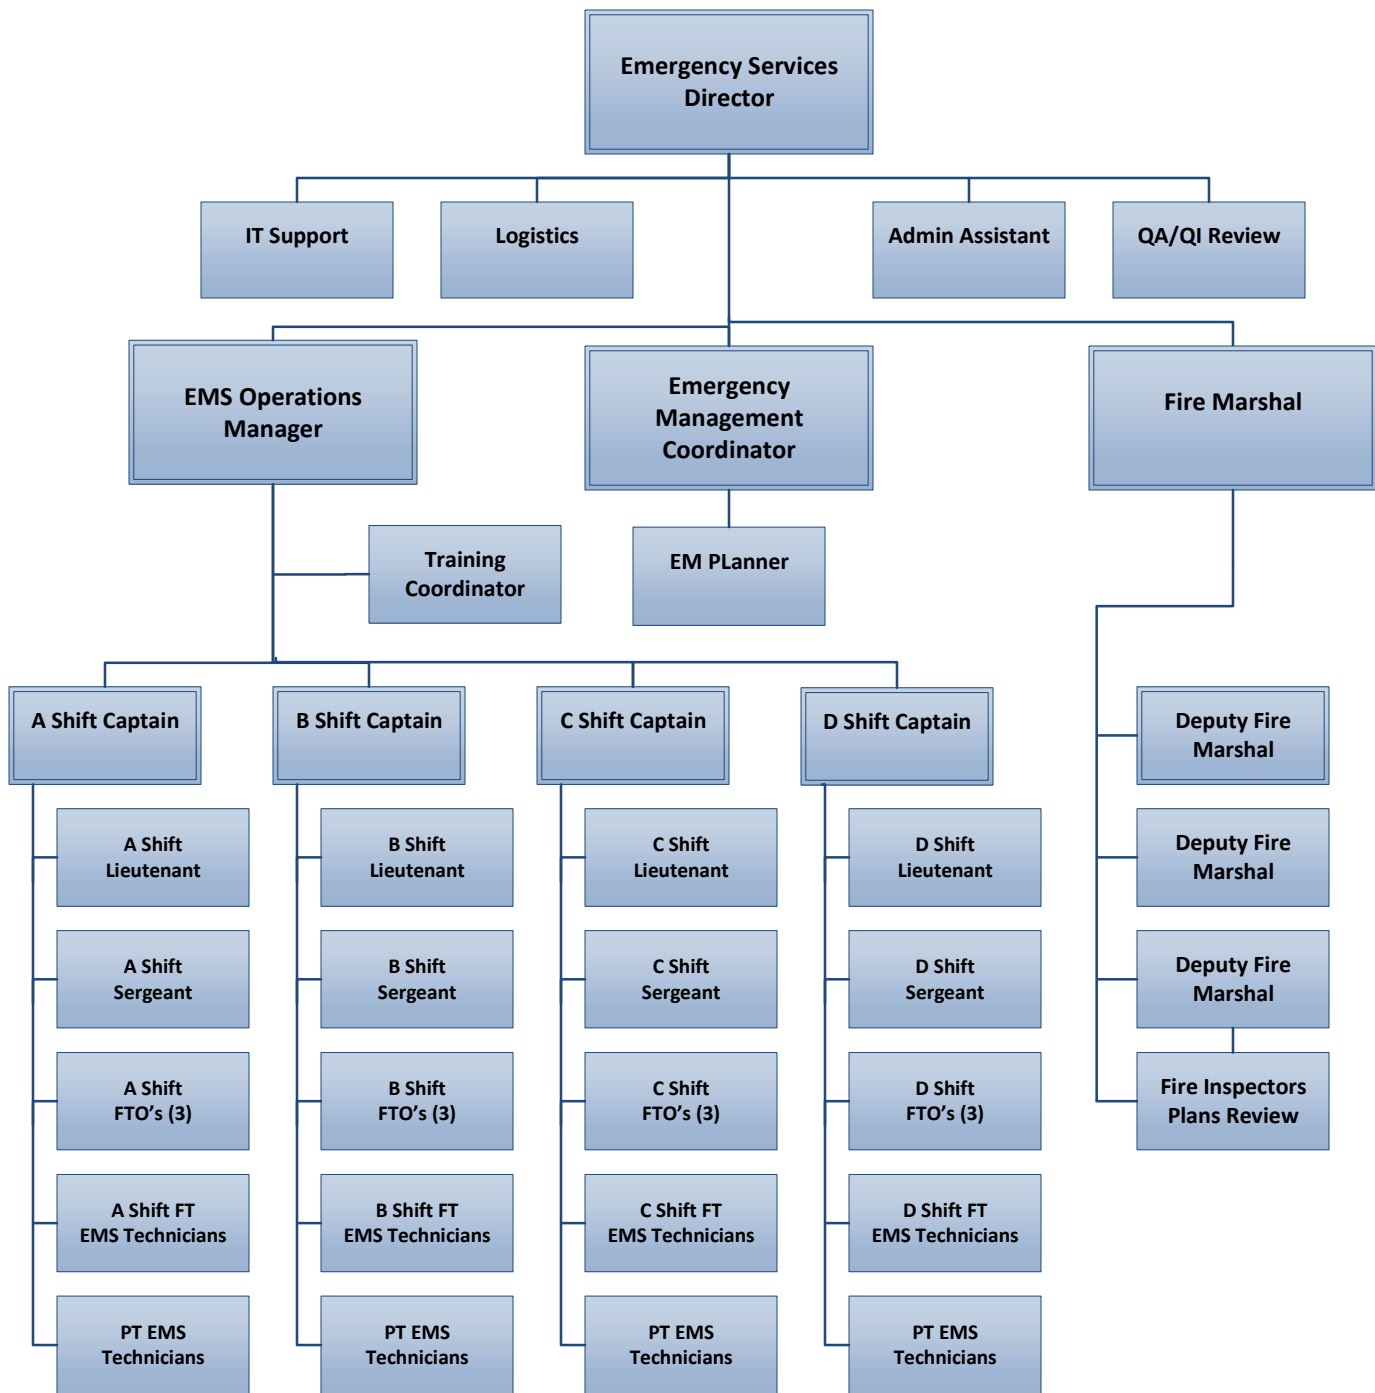 Emergency Services
Director
IT Support
Logistics
Admin Assistant
QA/QI Review
EMS Operations
Manager
Emergency
Management
Coordinator
Fire Marshal
Training
Coordinator
EM PLanner
A Shift Captain
B Shift Captain
C Shift Captain
D Shift Captain
Deputy Fire
Marshal
A Shift
Lieutenant
B Shift
Lieutenant
C Shift
Lieutenant
D Shift
Lieutenant
Deputy Fire
Marshal
A Shift
Sergeant
B Shift
Sergeant
C Shift
Sergeant
D Shift
Sergeant
Deputy Fire
Marshal
A Shift
FTO’s (3)
B Shift
FTO’s (3)
C Shift
FTO’s (3)
D Shift
FTO’s (3)
Fire Inspectors
Plans Review
A Shift FT
EMS Technicians
B Shift FT
EMS Technicians
C Shift FT
EMS Technicians
D Shift FT
EMS Technicians
PT EMS
Technicians
PT EMS
Technicians
PT EMS
Technicians
PT EMS
Technicians